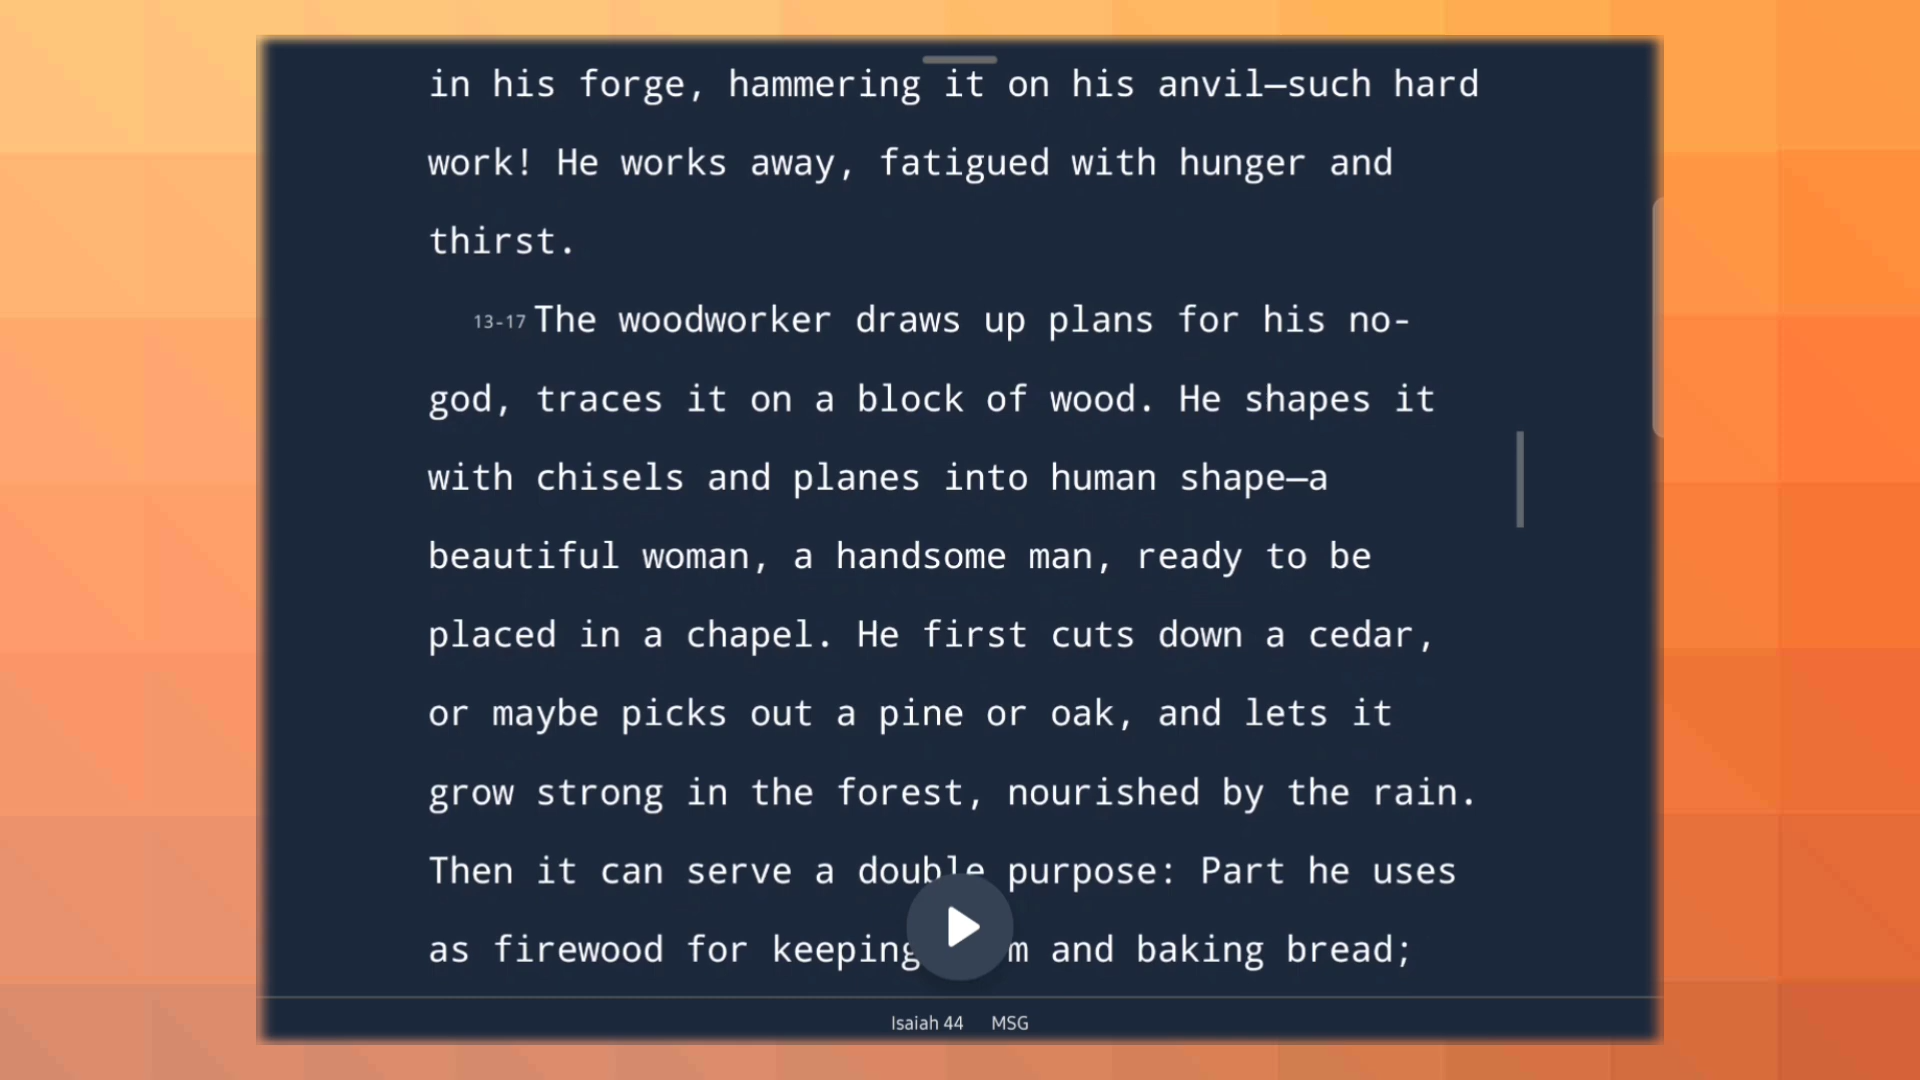 in his forge, hammering it on his anvil—such hard
work! He works away, fatigued with hunger and
thirst.
13-17 The woodworker draws up plans for his no-
god, traces it on a block of wood. He shapes it
with chisels and planes into human shape—a
beautiful woman, a handsome man, ready to be
placed in a chapel. He first cuts down a cedar,
or maybe picks out a pine or oak, and lets it
grow strong in the forest, nourished by the rain.
Then it can serve a double purpose: Part he uses
as firewood for keeping and baking bread;
Isaiah 44 MSG